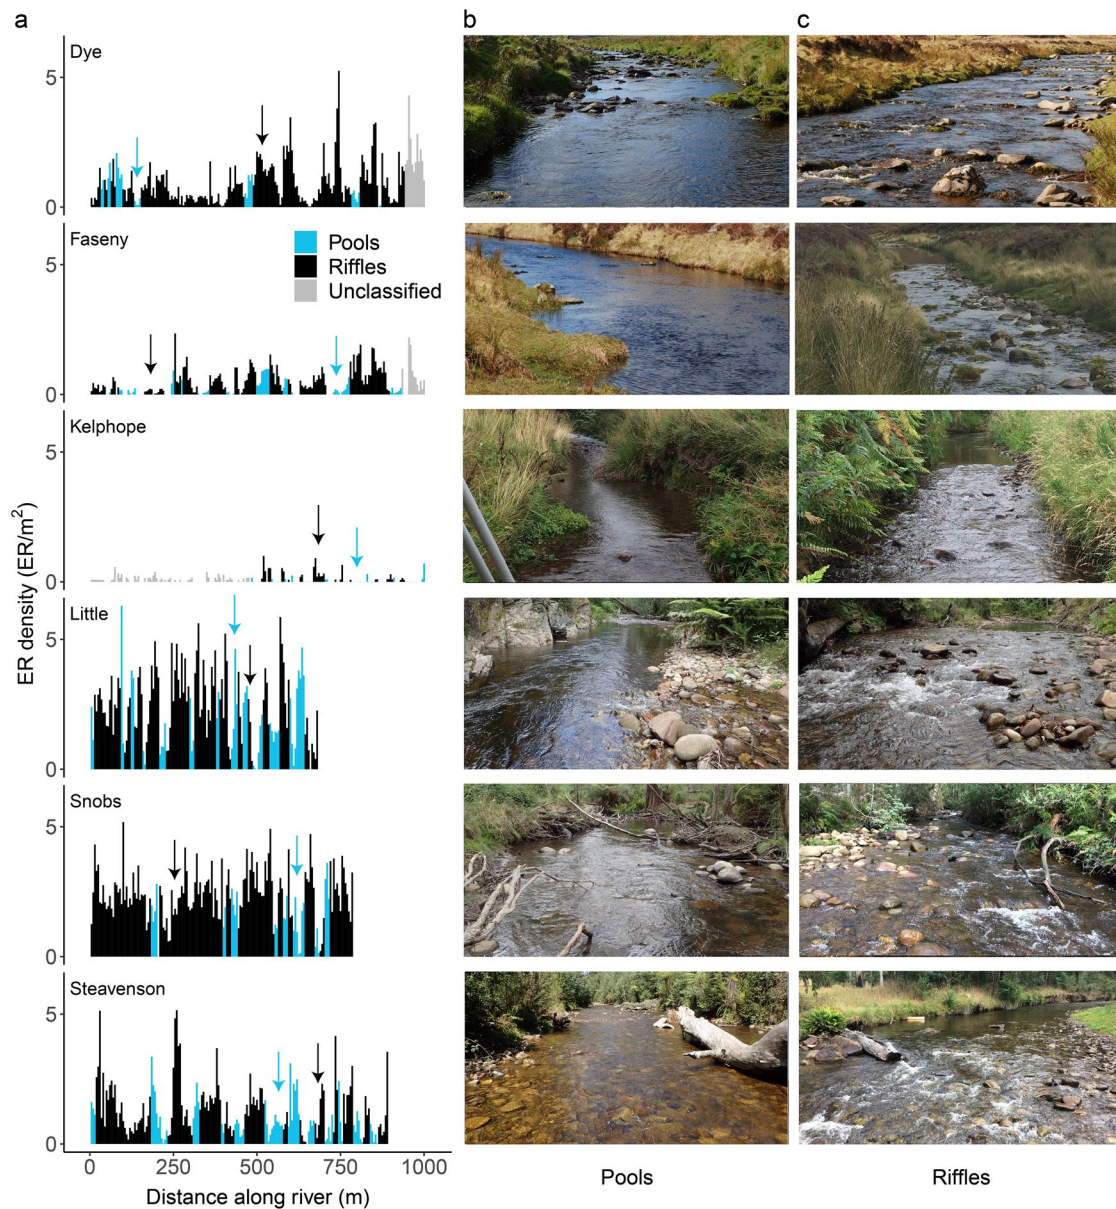 a
b
c
Dye
5
0
Faseny
Pools
Riffles
Unclassified
5
0
Kelphope
5
0
ER density (ER/m²)
Little
5
0
Snobs
5
0
Steavenson
5
0
0 250 500 750 1000
Distance along river (m)
Pools
Riffles